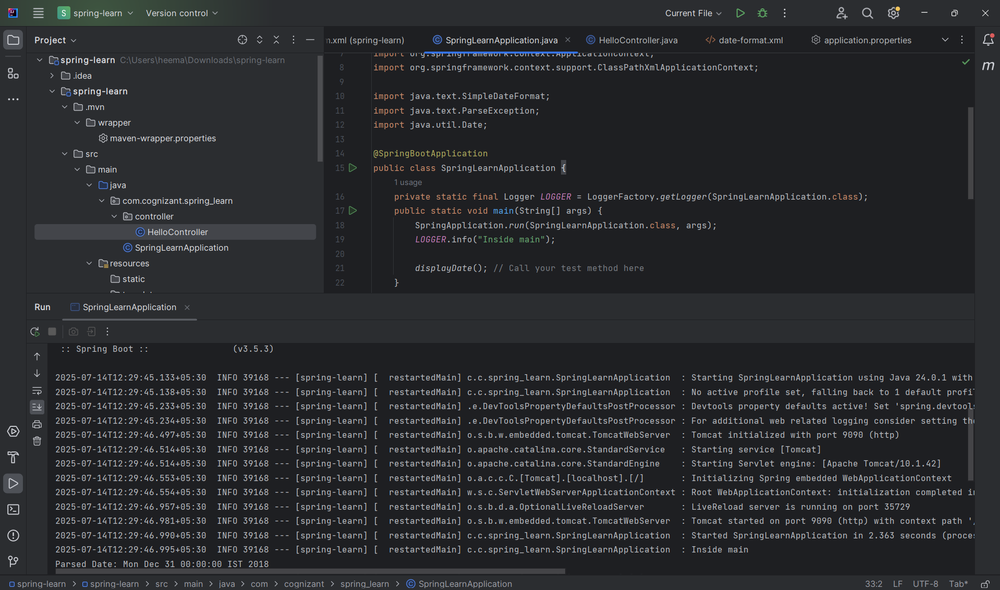 S spring-learn Version control Current File
Project
spring-learn C:\Users\heema\Downloads\spring-learn
.idea
spring-learn
.mvn
wrapper
maven-wrapper.properties
src
main
java
com.cognizant.spring_learn
controller
HelloController
SpringLearnApplication
resources
static
.xml (spring-learn) SpringLearnApplication.java HelloController.java date-format.xml application.properties
7 import org.springframework.context.ApplicationContext;
8 import org.springframework.context.support.ClassPathXmlApplicationContext;
9
10 import java.text.SimpleDateFormat;
11 import java.text.ParseException;
12 import java.util.Date;
13
14 @SpringBootApplication
15 public class SpringLearnApplication {
1 usage
16 private static final Logger LOGGER = LoggerFactory.getLogger(SpringLearnApplication.class);
17 public static void main(String[] args) {
18 SpringApplication.run(SpringLearnApplication.class, args);
19 LOGGER.info("Inside main");
20
21 displayDate(); // Call your test method here
22 }
m
Run SpringLearnApplication
:: Spring Boot :: (v3.5.3)
2025-07-14T12:29:45.133+05:30 INFO 39168 --- [spring-learn] [ restartedMain] c.c.spring_learn.SpringLearnApplication : Starting SpringLearnApplication using Java 24.0.1 with
2025-07-14T12:29:45.138+05:30 INFO 39168 --- [spring-learn] [ restartedMain] c.c.spring_learn.SpringLearnApplication : No active profile set, falling back to 1 default profi
2025-07-14T12:29:45.233+05:30 INFO 39168 --- [spring-learn] [ restartedMain] .e.DevToolsPropertyDefaultsPostProcessor : Devtools property defaults active! Set 'spring.devtools
2025-07-14T12:29:45.234+05:30 INFO 39168 --- [spring-learn] [ restartedMain] .e.DevToolsPropertyDefaultsPostProcessor : For additional web related logging consider setting the
2025-07-14T12:29:46.497+05:30 INFO 39168 --- [spring-learn] [ restartedMain] o.s.b.w.embedded.tomcat.TomcatWebServer : Tomcat initialized with port 9090 (http)
2025-07-14T12:29:46.514+05:30 INFO 39168 --- [spring-learn] [ restartedMain] o.apache.catalina.core.StandardService : Starting service [Tomcat]
2025-07-14T12:29:46.514+05:30 INFO 39168 --- [spring-learn] [ restartedMain] o.apache.catalina.core.StandardEngine : Starting Servlet engine: [Apache Tomcat/10.1.42]
2025-07-14T12:29:46.553+05:30 INFO 39168 --- [spring-learn] [ restartedMain] o.a.c.c.C.[Tomcat].[localhost].[/] : Initializing Spring embedded WebApplicationContext
2025-07-14T12:29:46.554+05:30 INFO 39168 --- [spring-learn] [ restartedMain] w.s.c.ServletWebServerApplicationContext : Root WebApplicationContext: initialization completed in
2025-07-14T12:29:46.957+05:30 INFO 39168 --- [spring-learn] [ restartedMain] o.s.b.d.a.OptionalLiveReloadServer : LiveReload server is running on port 35729
2025-07-14T12:29:46.981+05:30 INFO 39168 --- [spring-learn] [ restartedMain] o.s.b.w.embedded.tomcat.TomcatWebServer : Tomcat started on port 9090 (http) with context path '/
2025-07-14T12:29:46.990+05:30 INFO 39168 --- [spring-learn] [ restartedMain] c.c.spring_learn.SpringLearnApplication : Started SpringLearnApplication in 2.363 seconds (proces
2025-07-14T12:29:46.995+05:30 INFO 39168 --- [spring-learn] [ restartedMain] c.c.spring_learn.SpringLearnApplication : Inside main
Parsed Date: Mon Dec 31 00:00:00 IST 2018
spring-learn > spring-learn > src > main > java > com > cognizant > spring_learn > SpringLearnApplication 33:2 LF UTF-8 Tab*